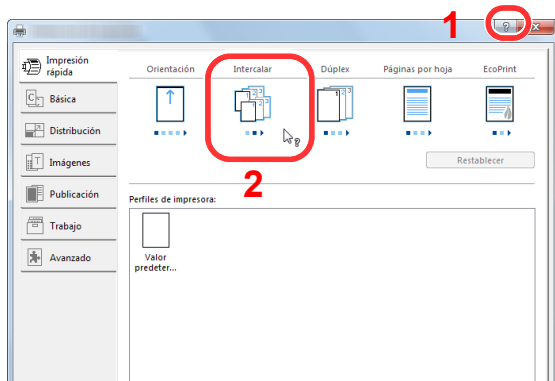 1
?
Impresión
rápida
Orientación
Intercalar
Dúplex
Páginas por hoja
EcoPrint
Básica
Distribución
Imágenes
Publicación
Trabajo
Avanzado
Restablecer
2
Perfiles de impresora:
Valor
predeter...